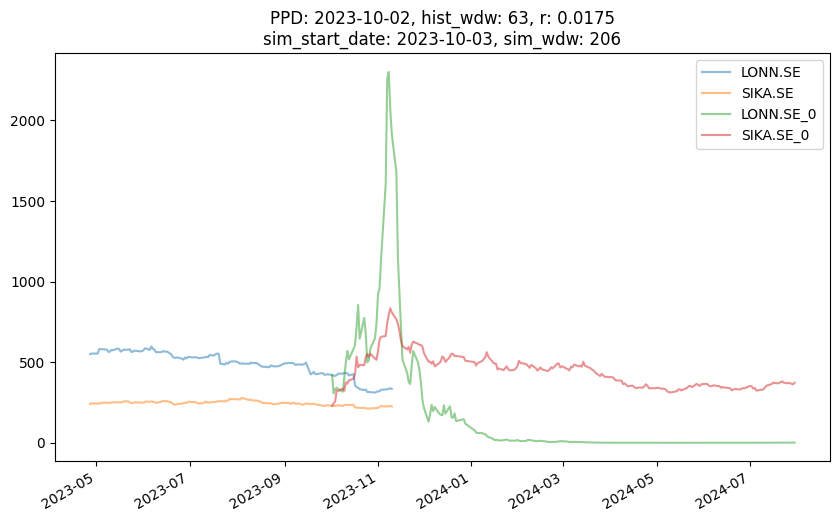 PPD: 2023-10-02, hist_wdw: 63, r: 0.0175
sim_start_date: 2023-10-03, sim_wdw: 206
LONN.SE
SIKA.SE
LONN.SE_0
SIKA.SE_0
2000
1500
1000
500
0
2023-05
2023-07
2023-09
2023-11
2024-01
2024-03
2024-05
2024-07